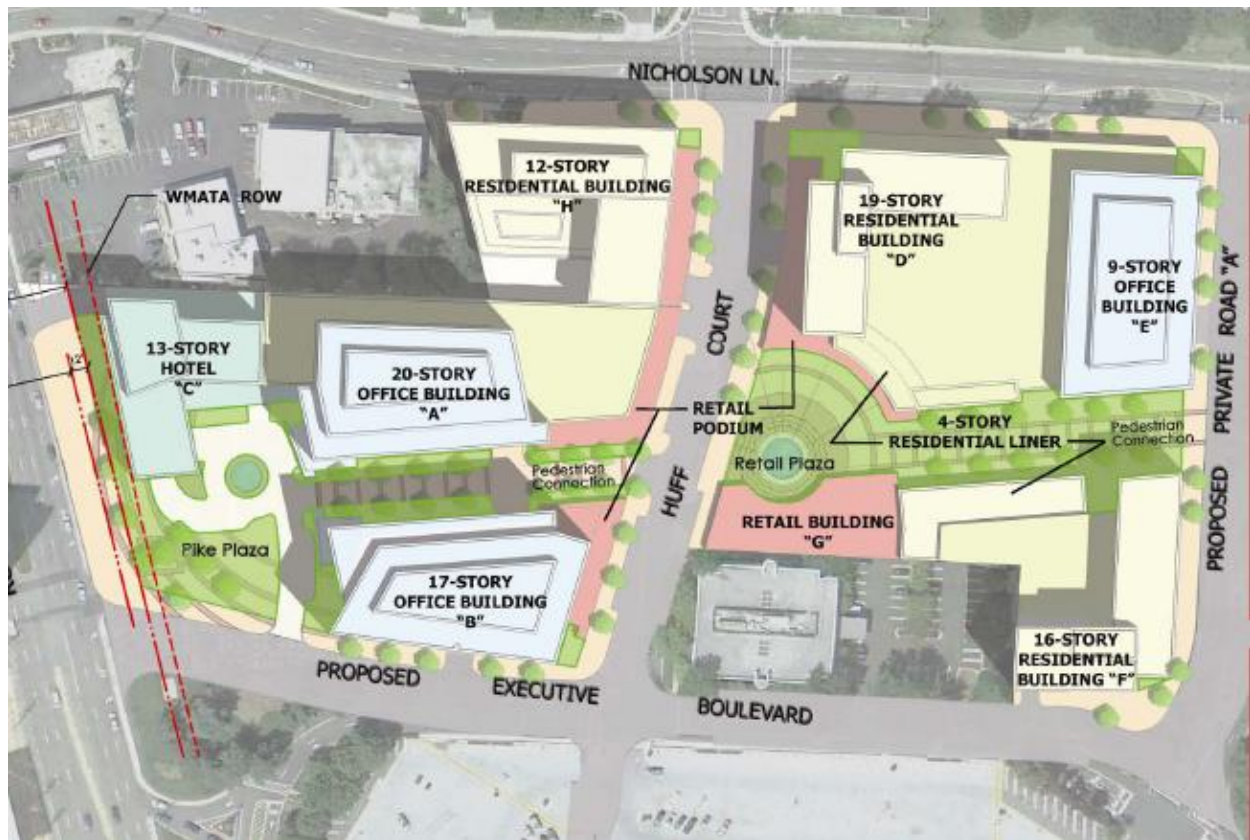 NICHOLSON LN.
WMATA ROW
12-STORY
RESIDENTIAL BUILDING
"H"
19-STORY
RESIDENTIAL
BUILDING
"D"
9-STORY
OFFICE
BUILDING
"E"
PROPOSED PRIVATE ROAD "A"
13-STORY
HOTEL
"C"
20-STORY
OFFICE BUILDING
"A"
HUFF COURT
RETAIL
PODIUM
4-STORY
RESIDENTIAL LINER
Pedestrian
Connection
Pedestrian
Connection
Retail Plaza
RETAIL BUILDING
"G"
Pike Plaza
17-STORY
OFFICE BUILDING
"B"
16-STORY
RESIDENTIAL
BUILDING "F"
PROPOSED EXECUTIVE BOULEVARD